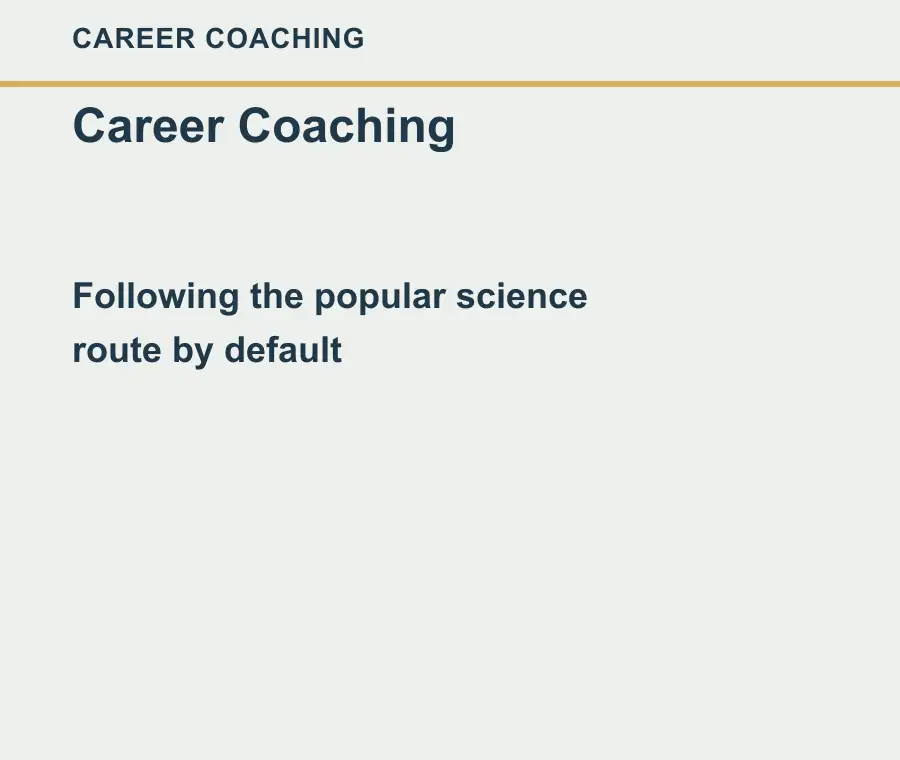 CAREER COACHING
Career Coaching
Following the popular science
route by default